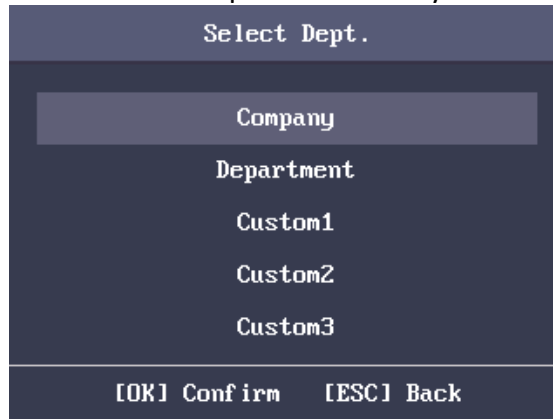 Select Dept.
Company
Department
Custom1
Custom2
Custom3
[OK] Confirm [ESC] Back